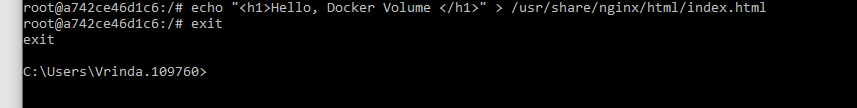 root@a742ce46d1c6:/# echo "<h1>Hello, Docker Volume </h1>" > /usr/share/nginx/html/index.html
root@a742ce46d1c6:/# exit
exit
C:\Users\Vrinda.109760>